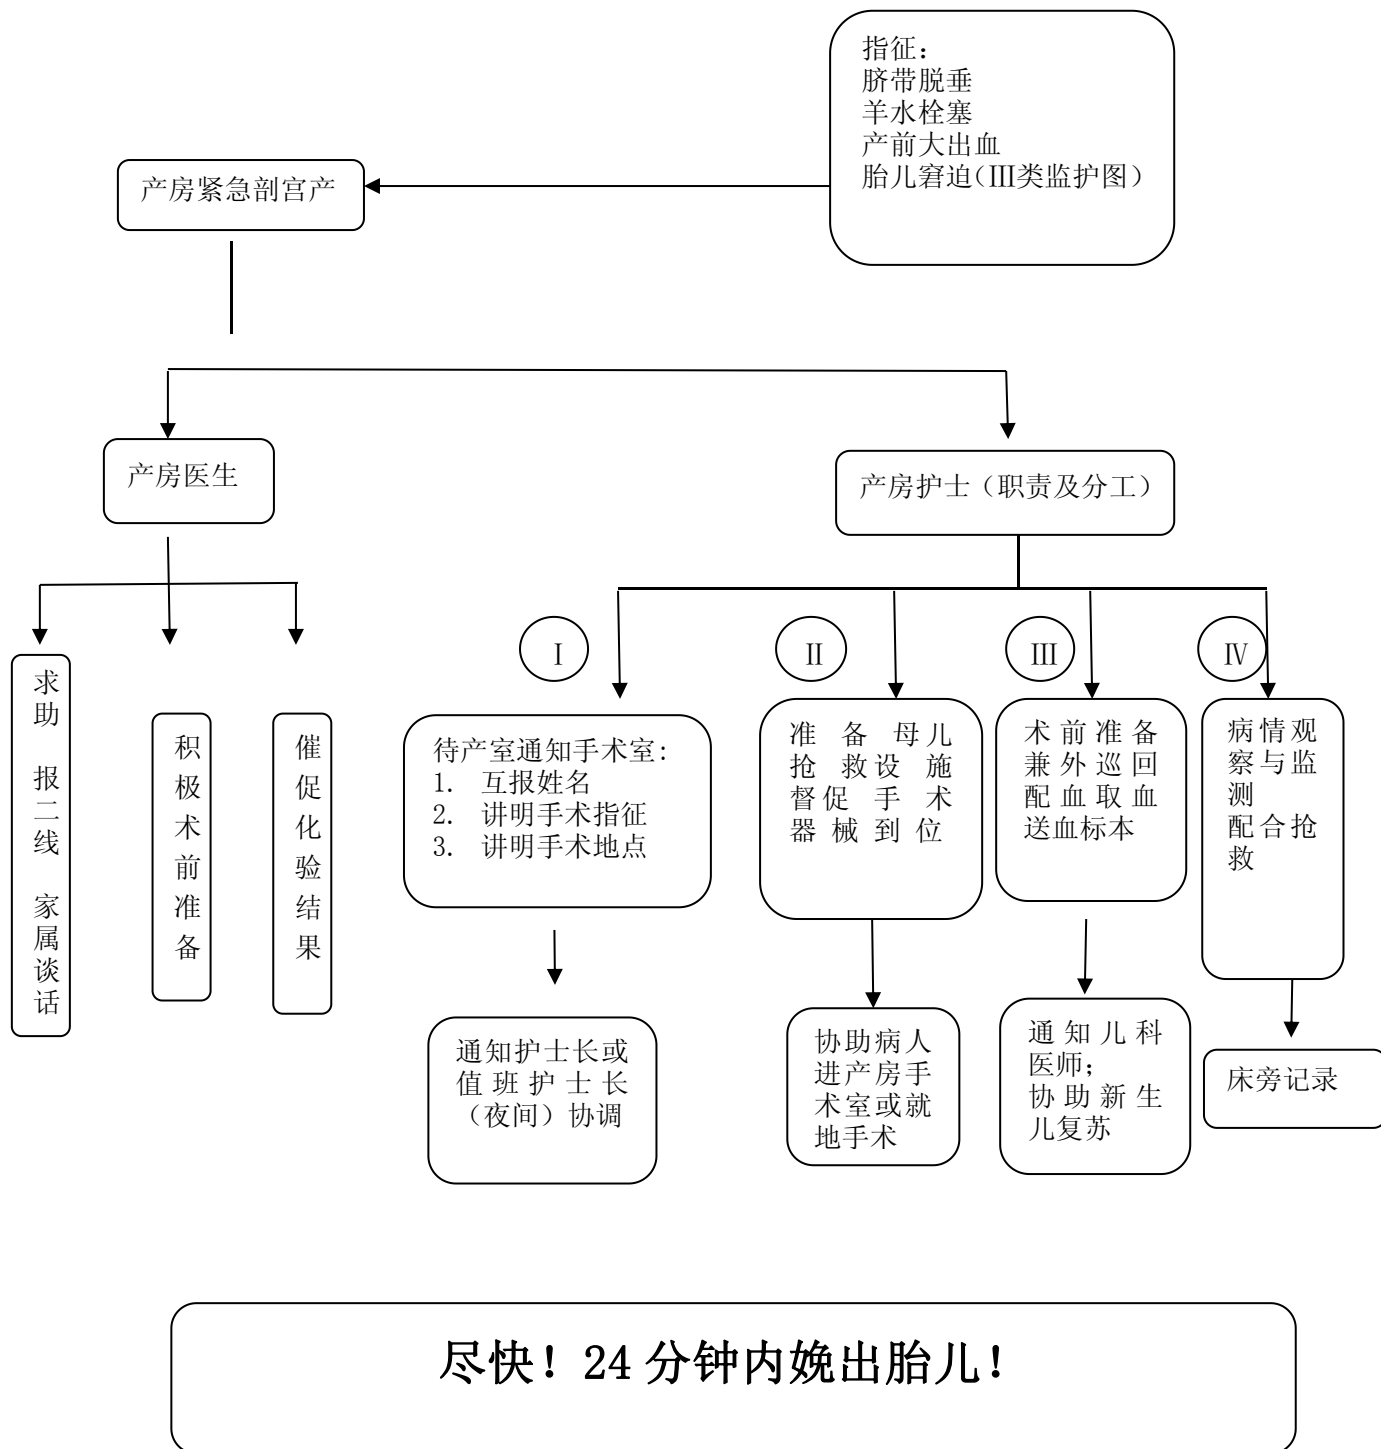 指征：
脐带脱垂
羊水栓塞
产前大出血
胎儿窘迫（Ⅲ类监护图）
产房紧急剖宫产
产房医生
产房护士（职责及分工）
求助 报二线 家属谈话
积极术前准备
催促化验结果
Ⅰ
Ⅱ
Ⅲ
Ⅳ
待产室通知手术室：
1. 互报姓名
2. 讲明手术指征
3. 讲明手术地点
准备母儿
抢救设施
督促手术
器械到位
术前准备
兼外巡回
配血取血
送血标本
病情观
察与监
测
配合抢
救
通知护士长或
值班护士长
（夜间）协调
协助病人
进产房手
术室或就
地手术
通知儿科
医师；
协助新生
儿复苏
床旁记录
尽快！24 分钟内娩出胎儿！